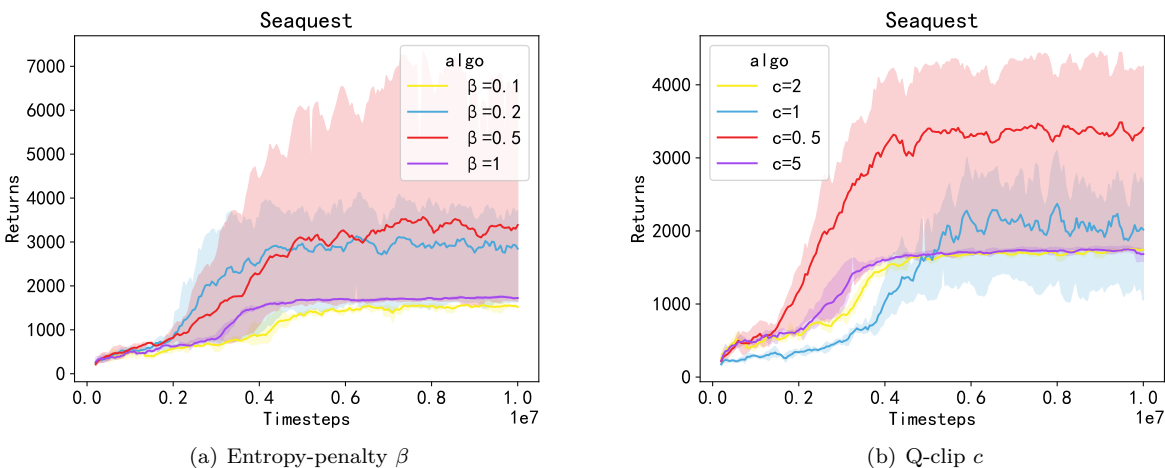 Seaquest
Returns
7000
6000
5000
4000
3000
2000
1000
0
algo
β=0.1
β=0.2
β=0.5
β=1
0.0 0.2 0.4 0.6 0.8 1.0
Timesteps 1e7
(a) Entropy-penalty β
Seaquest
Returns
4000
3000
2000
1000
0
algo
c=2
c=1
c=0.5
c=5
0.0 0.2 0.4 0.6 0.8 1.0
Timesteps 1e7
(b) Q-clip c